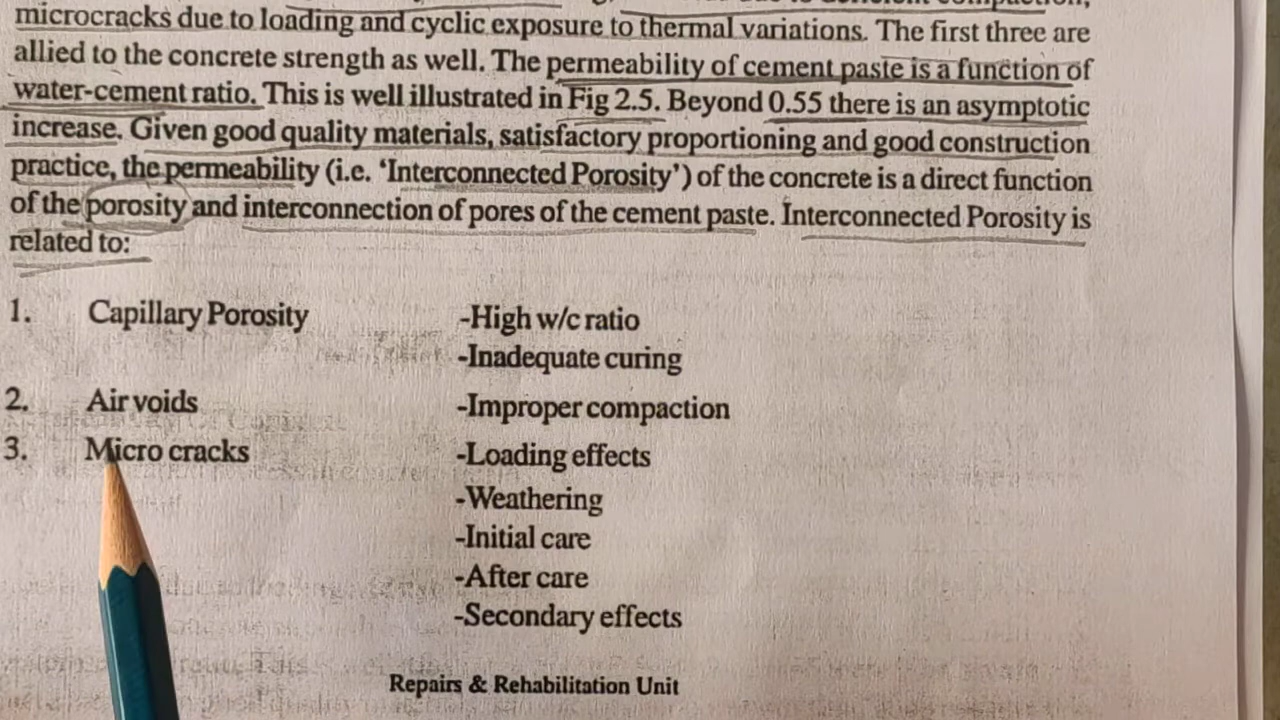 microcracks due to loading and cyclic exposure to thermal variations. The first three are
allied to the concrete strength as well. The permeability of cement paste is a function of
water-cement ratio. This is well illustrated in Fig 2.5. Beyond 0.55 there is an asymptotic
increase. Given good quality materials, satisfactory proportioning and good construction
practice, the permeability (i.e. ‘Interconnected Porosity’) of the concrete is a direct function
of the porosity and interconnection of pores of the cement paste. Interconnected Porosity is
related to:
1. Capillary Porosity -High w/c ratio
-Inadequate curing
2. Air voids -Improper compaction
3. Micro cracks -Loading effects
-Weathering
-Initial care
-After care
-Secondary effects
Repairs & Rehabilitation Unit